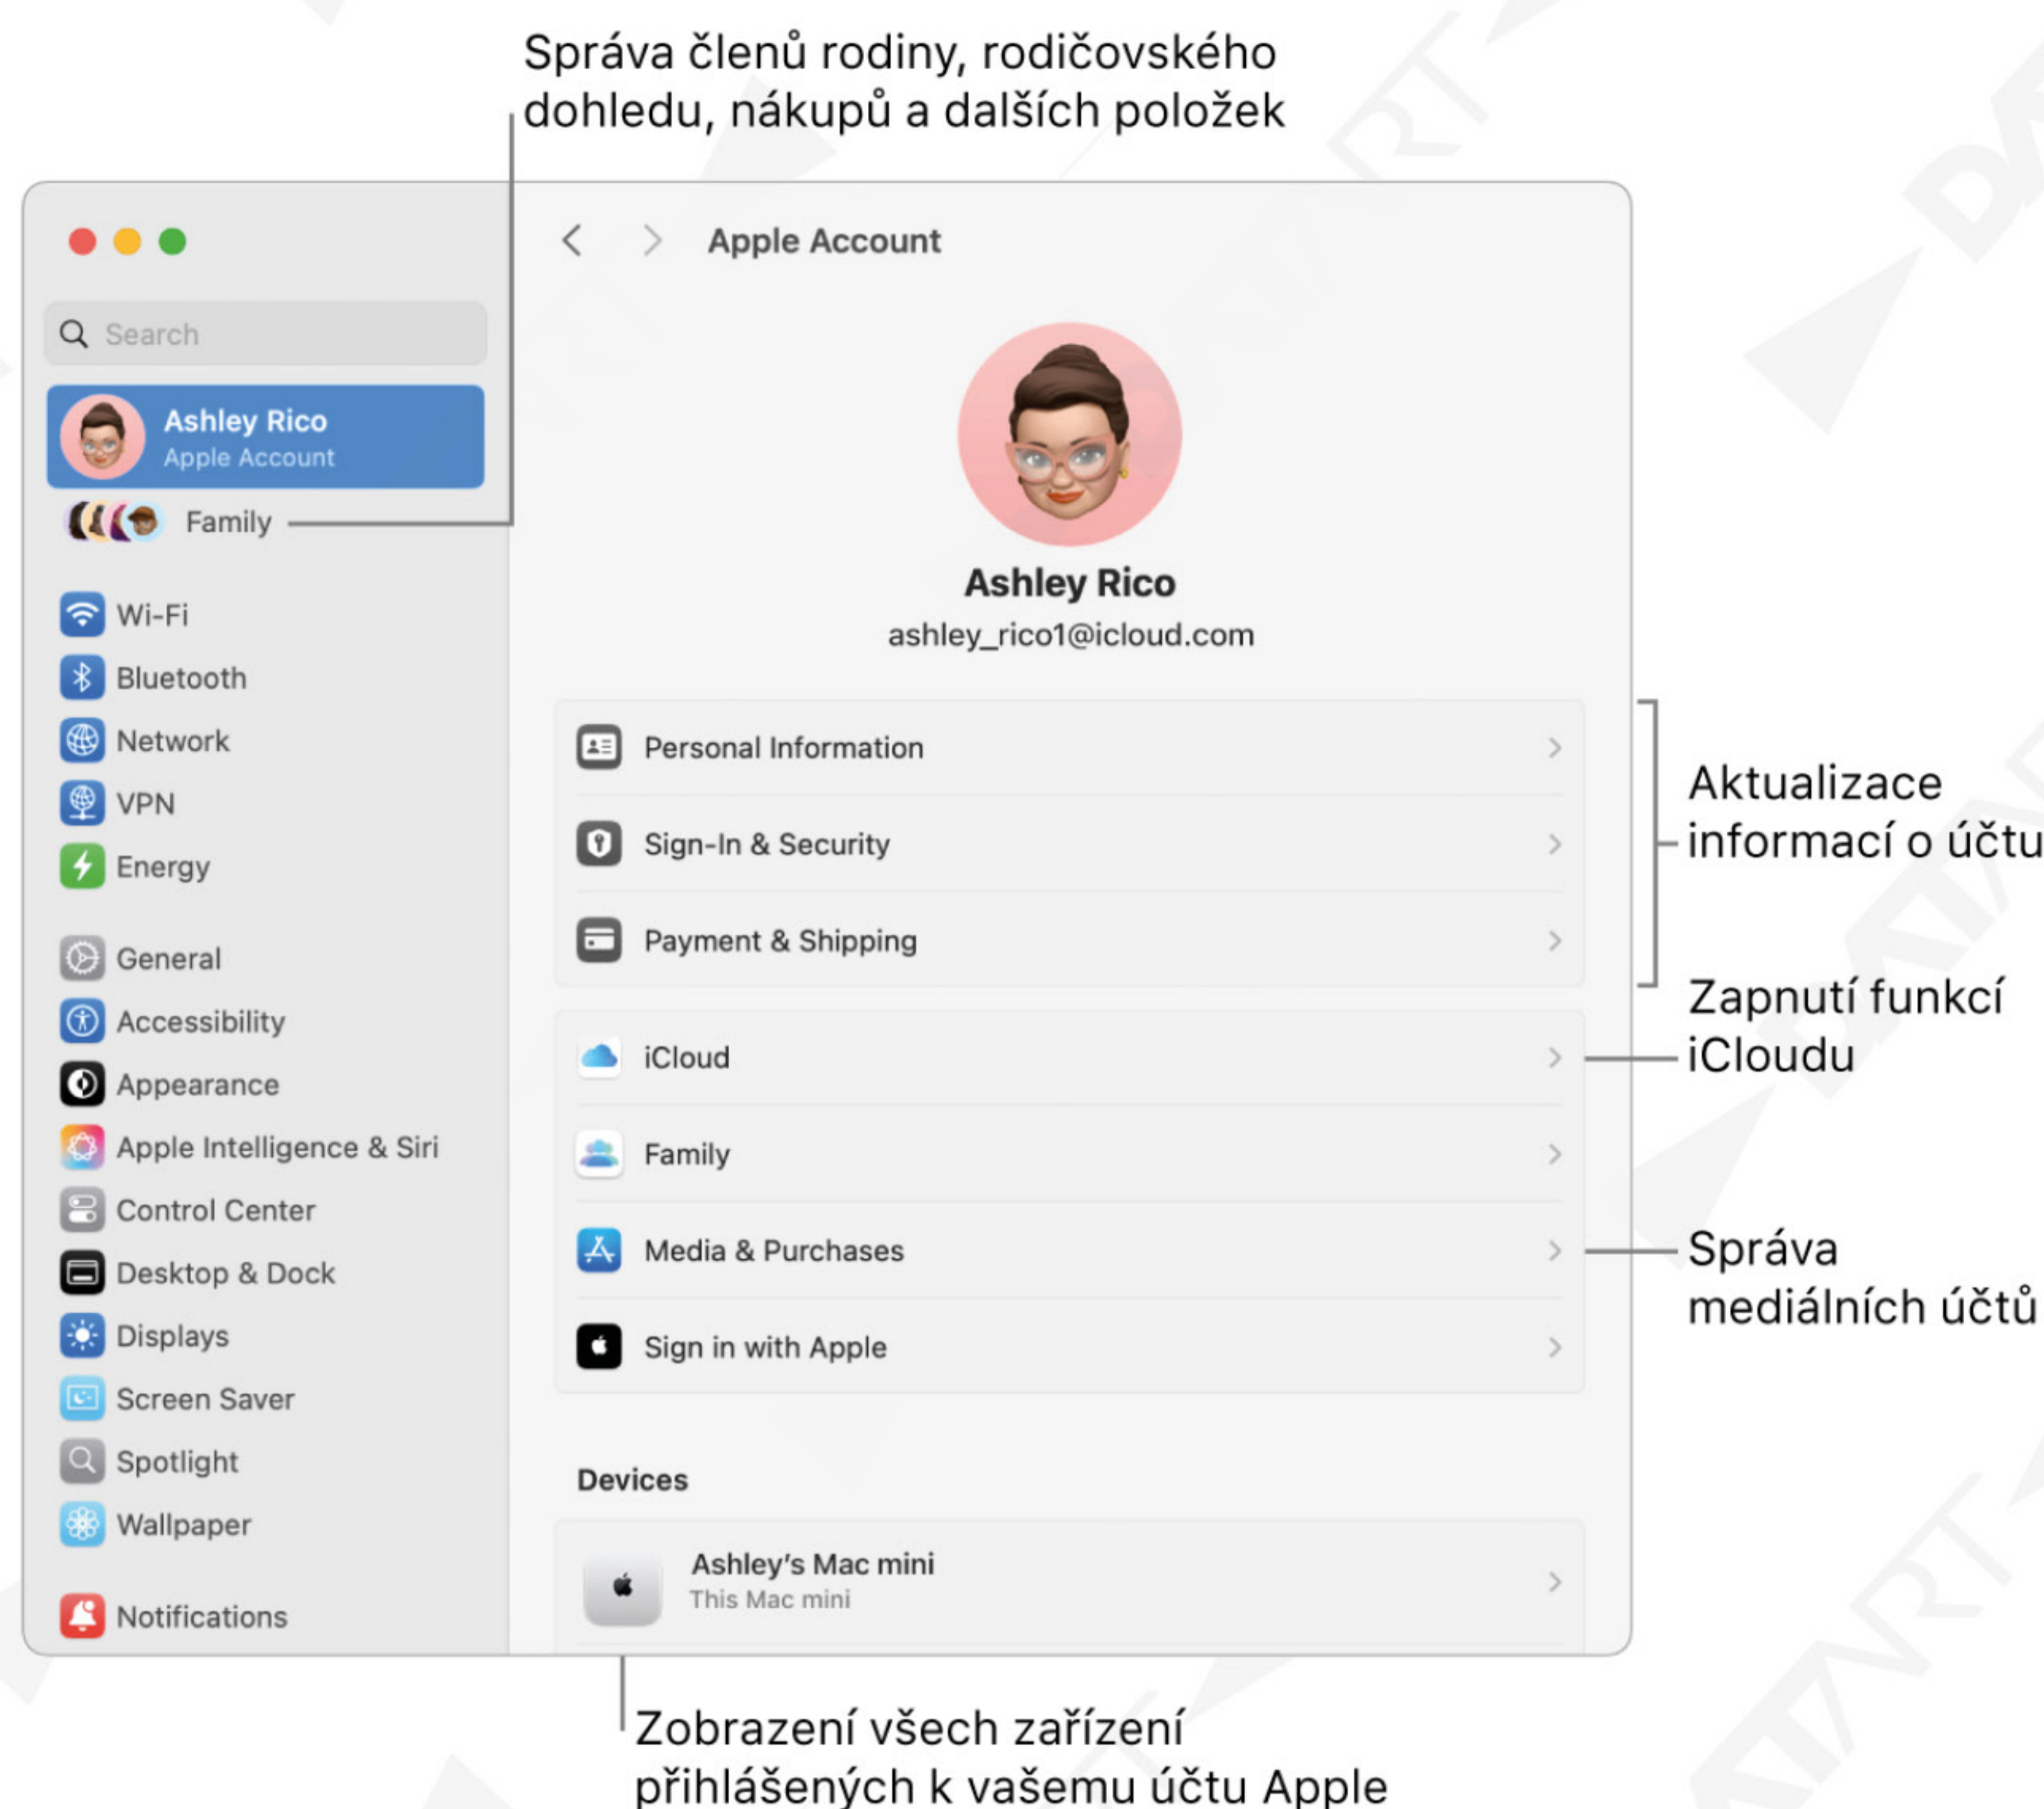 Správa členů rodiny, rodičovského
dohledu, nákupů a dalších položek
Apple Account
Search
Ashley Rico
Apple Account
Family
Wi-Fi
Bluetooth
Network
VPN
Energy
General
Accessibility
Appearance
Apple Intelligence & Siri
Control Center
Desktop & Dock
Displays
Screen Saver
Spotlight
Wallpaper
Notifications
Ashley Rico
ashley_rico1@icloud.com
Personal Information
Sign-In & Security
Payment & Shipping
iCloud
Family
Media & Purchases
Sign in with Apple
Devices
Ashley's Mac mini
This Mac mini
Aktualizace
informací o účtu
Zapnutí funkcí
iCloudu
Správa
mediálních účtů
Zobrazení všech zařízení
přihlášených k vašemu účtu Apple